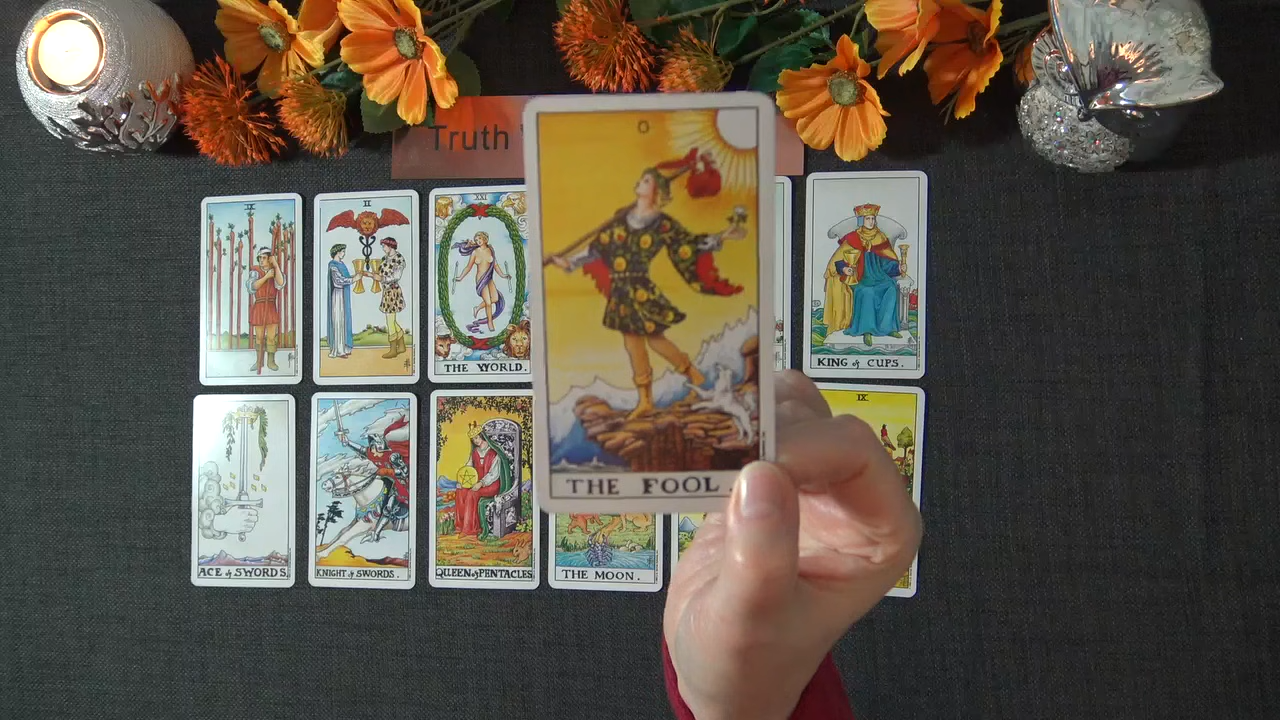 Truth
0
IX
II
XXI
THE WORLD.
KING of CUPS.
IX
THE FOOL
ACE of SWORDS.
KNIGHT of SWORDS.
QUEEN of PENTACLES
THE MOON.